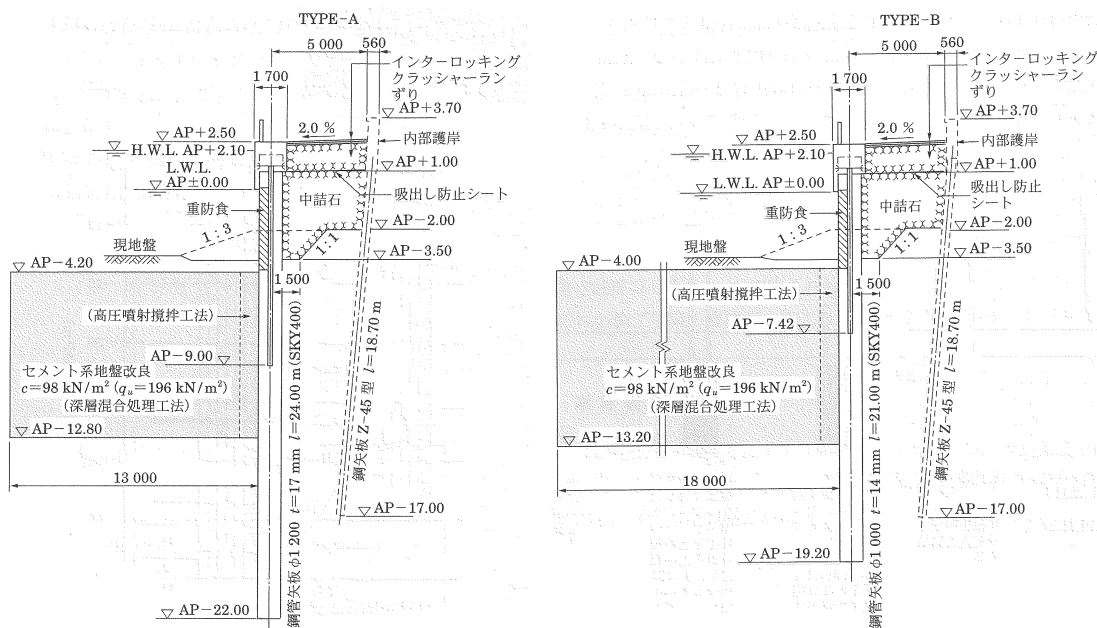 TYPE-A
5 000
560
インターロッキング
クラッシャーラン
ずり
1 700
AP+3.70
AP+2.50
2.0 %
内部護岸
H.W.L. AP+2.10
AP+1.00
L.W.L.
AP±0.00
吸出し防止シート
中詰石
重防食
AP−2.00
1:3
1:1
現地盤
AP−3.50
AP−4.20
1 500
(高圧噴射撹拌工法)
AP−9.00
セメント系地盤改良
c=98 kN/m² (qu=196 kN/m²)
(深層混合処理工法)
AP−12.80
13 000
AP−17.00
AP−22.00
鋼管矢板 φ1 200 t=17 mm l=24.00 m (SKY400)
鋼矢板 Z-45 型 l=18.70 m
TYPE-B
5 000
560
インターロッキング
クラッシャーラン
ずり
1 700
AP+3.70
AP+2.50
2.0 %
内部護岸
H.W.L. AP+2.10
AP+1.00
L.W.L. AP±0.00
吸出し防止
シート
中詰石
重防食
AP−2.00
1:3
1:1
現地盤
AP−3.50
AP−4.00
1 500
(高圧噴射撹拌工法)
AP−7.42
セメント系地盤改良
c=98 kN/m² (qu=196 kN/m²)
(深層混合処理工法)
AP−13.20
18 000
AP−17.00
AP−19.20
鋼管矢板 φ1 000 t=14 mm l=21.00 m (SKY400)
鋼矢板 Z-45 型 l=18.70 m